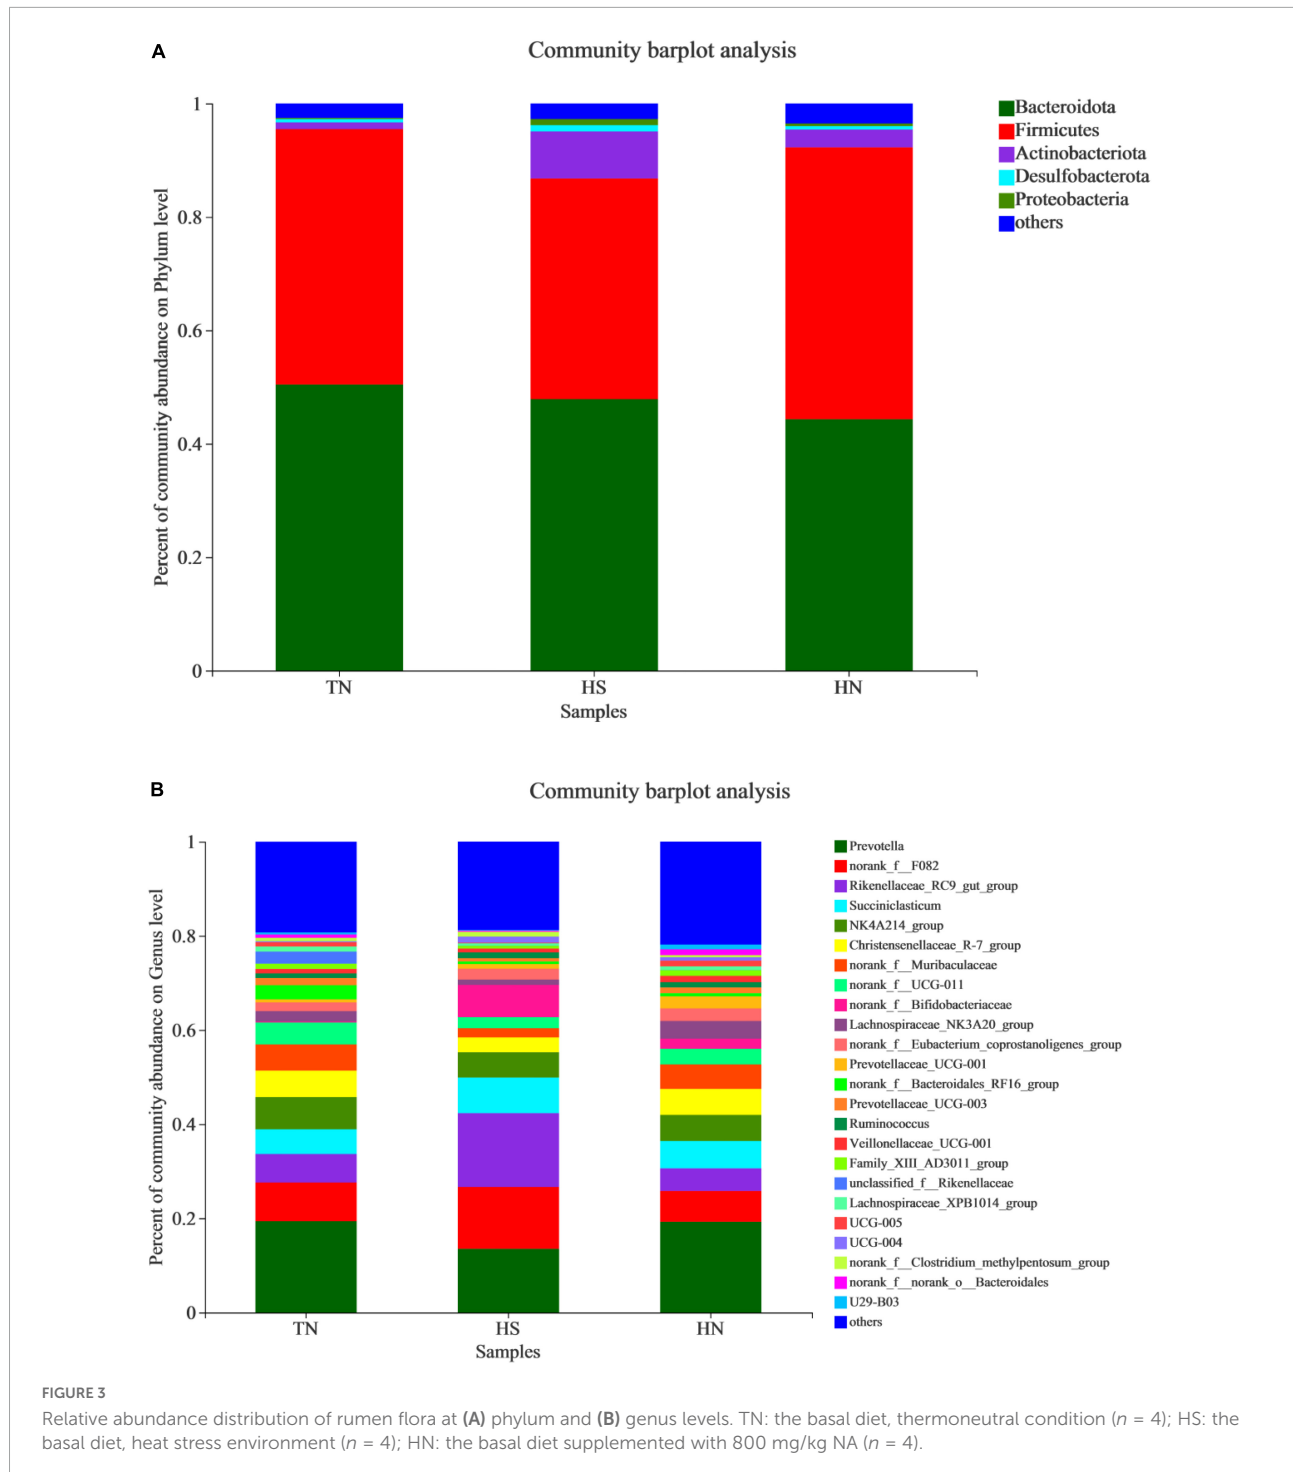 A
Community barplot analysis
Percent of community abundance on Phylum level
1
0.8
0.6
0.4
0.2
0
TN
HS
HN
Samples
Bacteroidota
Firmicutes
Actinobacteriota
Desulfobacterota
Proteobacteria
others
B
Community barplot analysis
Percent of community abundance on Genus level
1
0.8
0.6
0.4
0.2
0
TN
HS
HN
Samples
Prevotella
norank_f__F082
Rikenellaceae_RC9_gut_group
Succiniclasticum
NK4A214_group
Christensenellaceae_R-7_group
norank_f__Muribaculaceae
norank_f__UCG-011
norank_f__Bifidobacteriaceae
Lachnospiraceae_NK3A20_group
norank_f__Eubacterium_coprostanoligenes_group
Prevotellaceae_UCG-001
norank_f__Bacteroidales_RF16_group
Prevotellaceae_UCG-003
Ruminococcus
Veillonellaceae_UCG-001
Family_XIII_AD3011_group
unclassified_f__Rikenellaceae
Lachnospiraceae_XPB1014_group
UCG-005
UCG-004
norank_f__Clostridium_methylpentosum_group
norank_f__norank_o__Bacteroidales
U29-B03
others
FIGURE 3
Relative abundance distribution of rumen flora at (A) phylum and (B) genus levels. TN: the basal diet, thermoneutral condition (n = 4); HS: the
basal diet, heat stress environment (n = 4); HN: the basal diet supplemented with 800 mg/kg NA (n = 4).